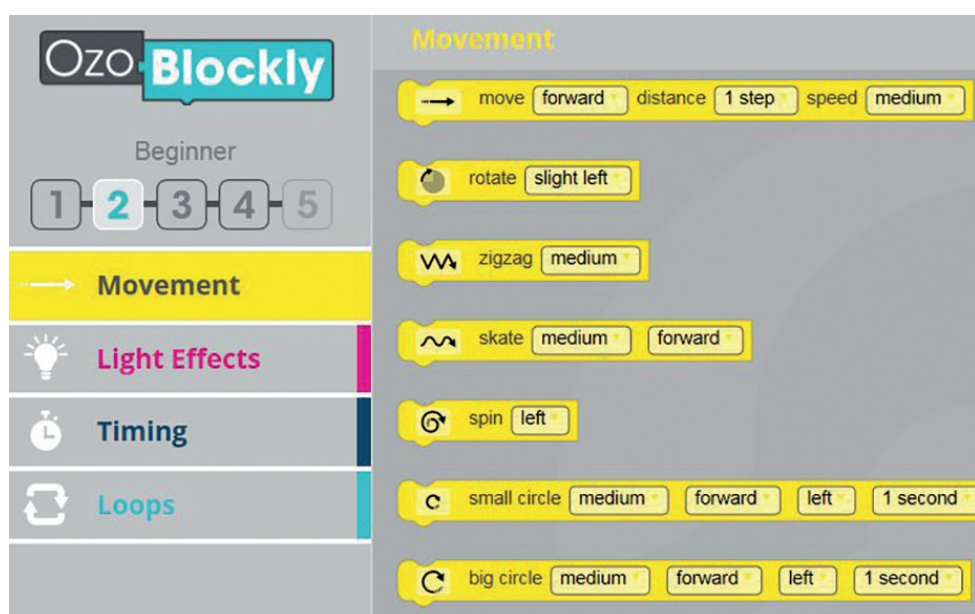 Ozo Blockly
Beginner
1 2 3 4 5
Movement
Light Effects
Timing
Loops
Movement
move forward distance 1 step speed medium
rotate slight left
zigzag medium
skate medium forward
spin left
small circle medium forward left 1 second
big circle medium forward left 1 second